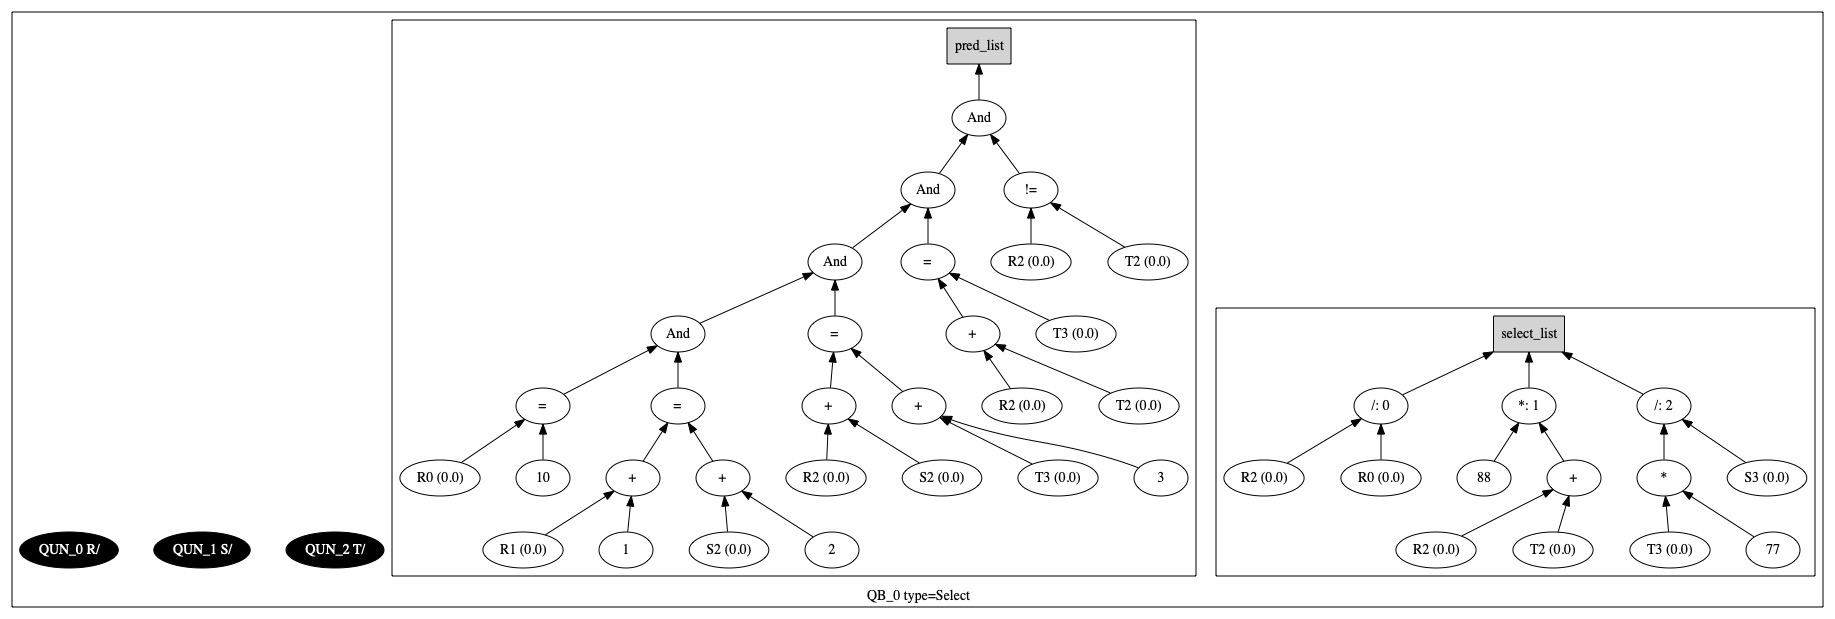 pred_list
And
And
!=
And
=
R2 (0.0)
T2 (0.0)
And
=
+
T3 (0.0)
select_list
=
=
+
+
R2 (0.0)
T2 (0.0)
/: 0
*: 1
/: 2
R0 (0.0)
10
+
+
R2 (0.0)
S2 (0.0)
T3 (0.0)
3
R2 (0.0)
R0 (0.0)
88
+
*
S3 (0.0)
QUN_0 R/
QUN_1 S/
QUN_2 T/
R1 (0.0)
1
S2 (0.0)
2
R2 (0.0)
T2 (0.0)
T3 (0.0)
77
QB_0 type=Select